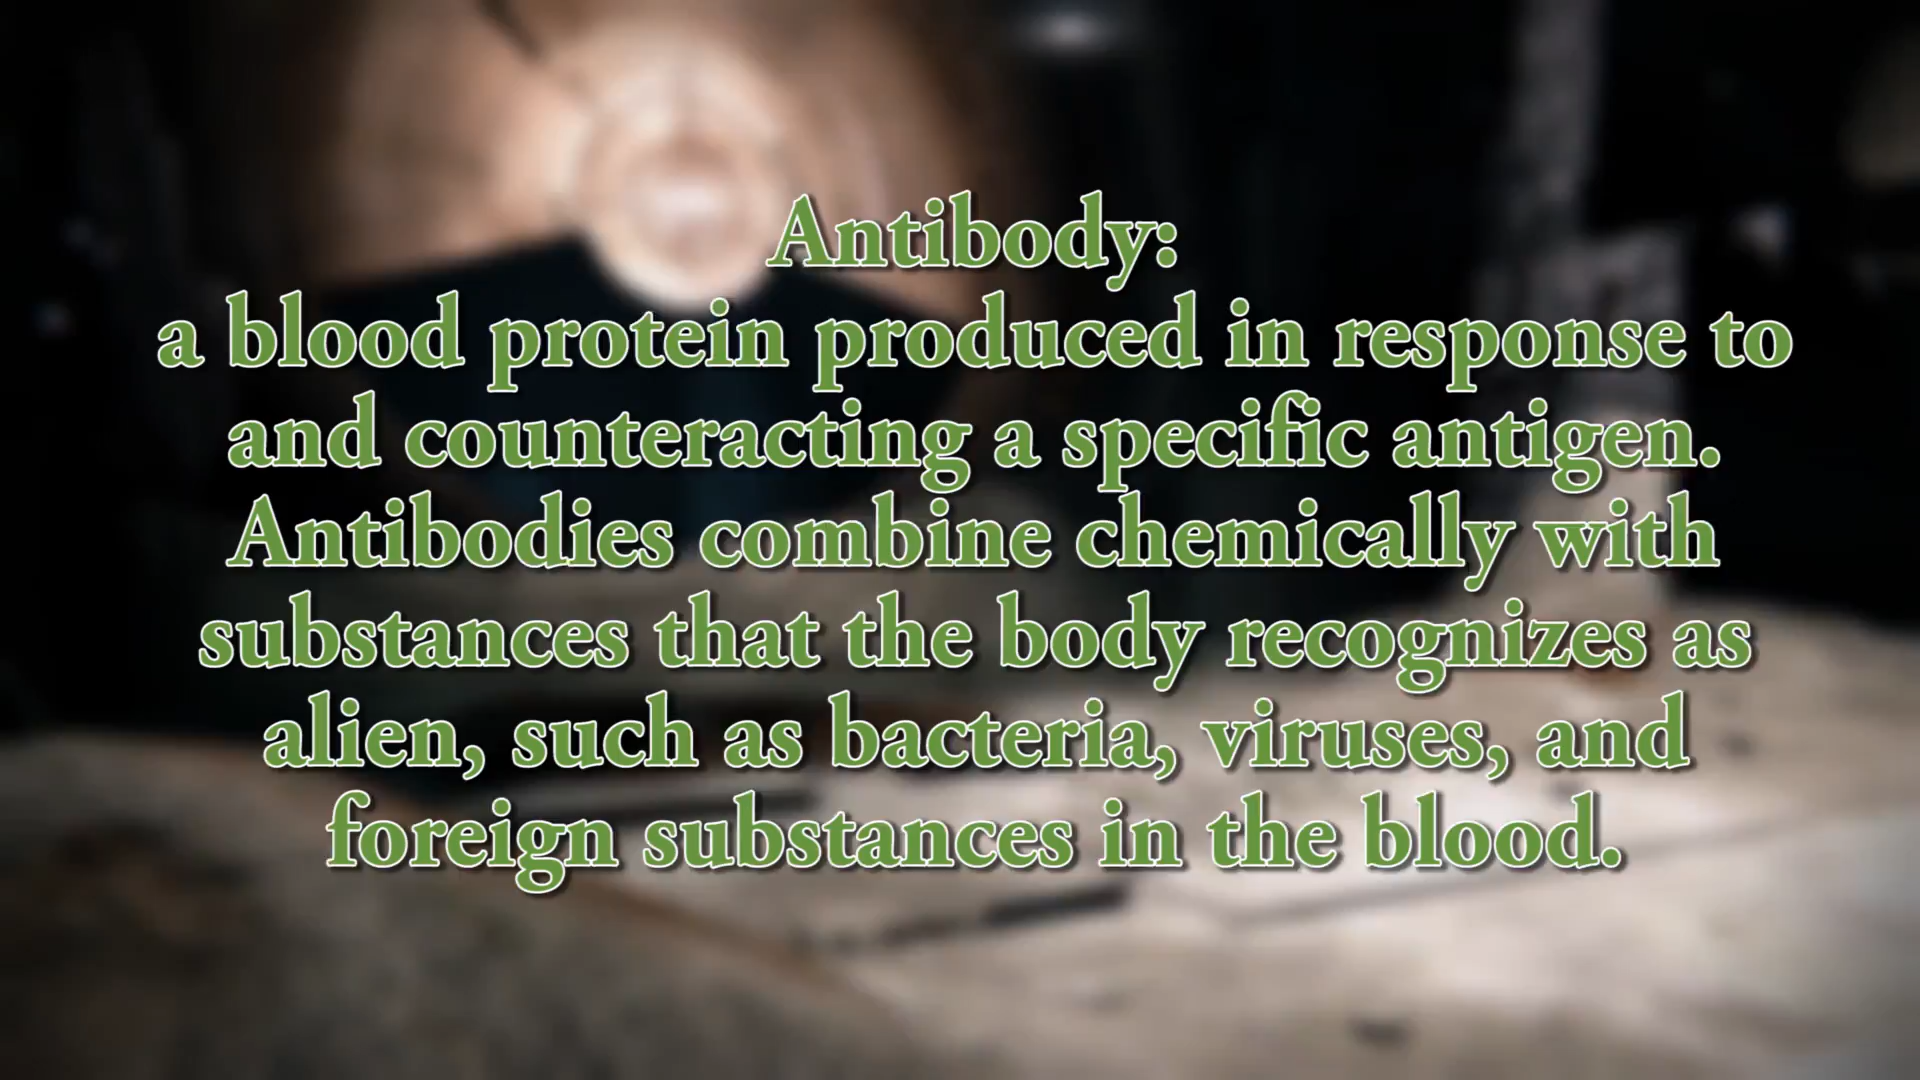 Antibody:
a blood protein produced in response to
and counteracting a specific antigen.
Antibodies combine chemically with
substances that the body recognizes as
alien, such as bacteria, viruses, and
foreign substances in the blood.